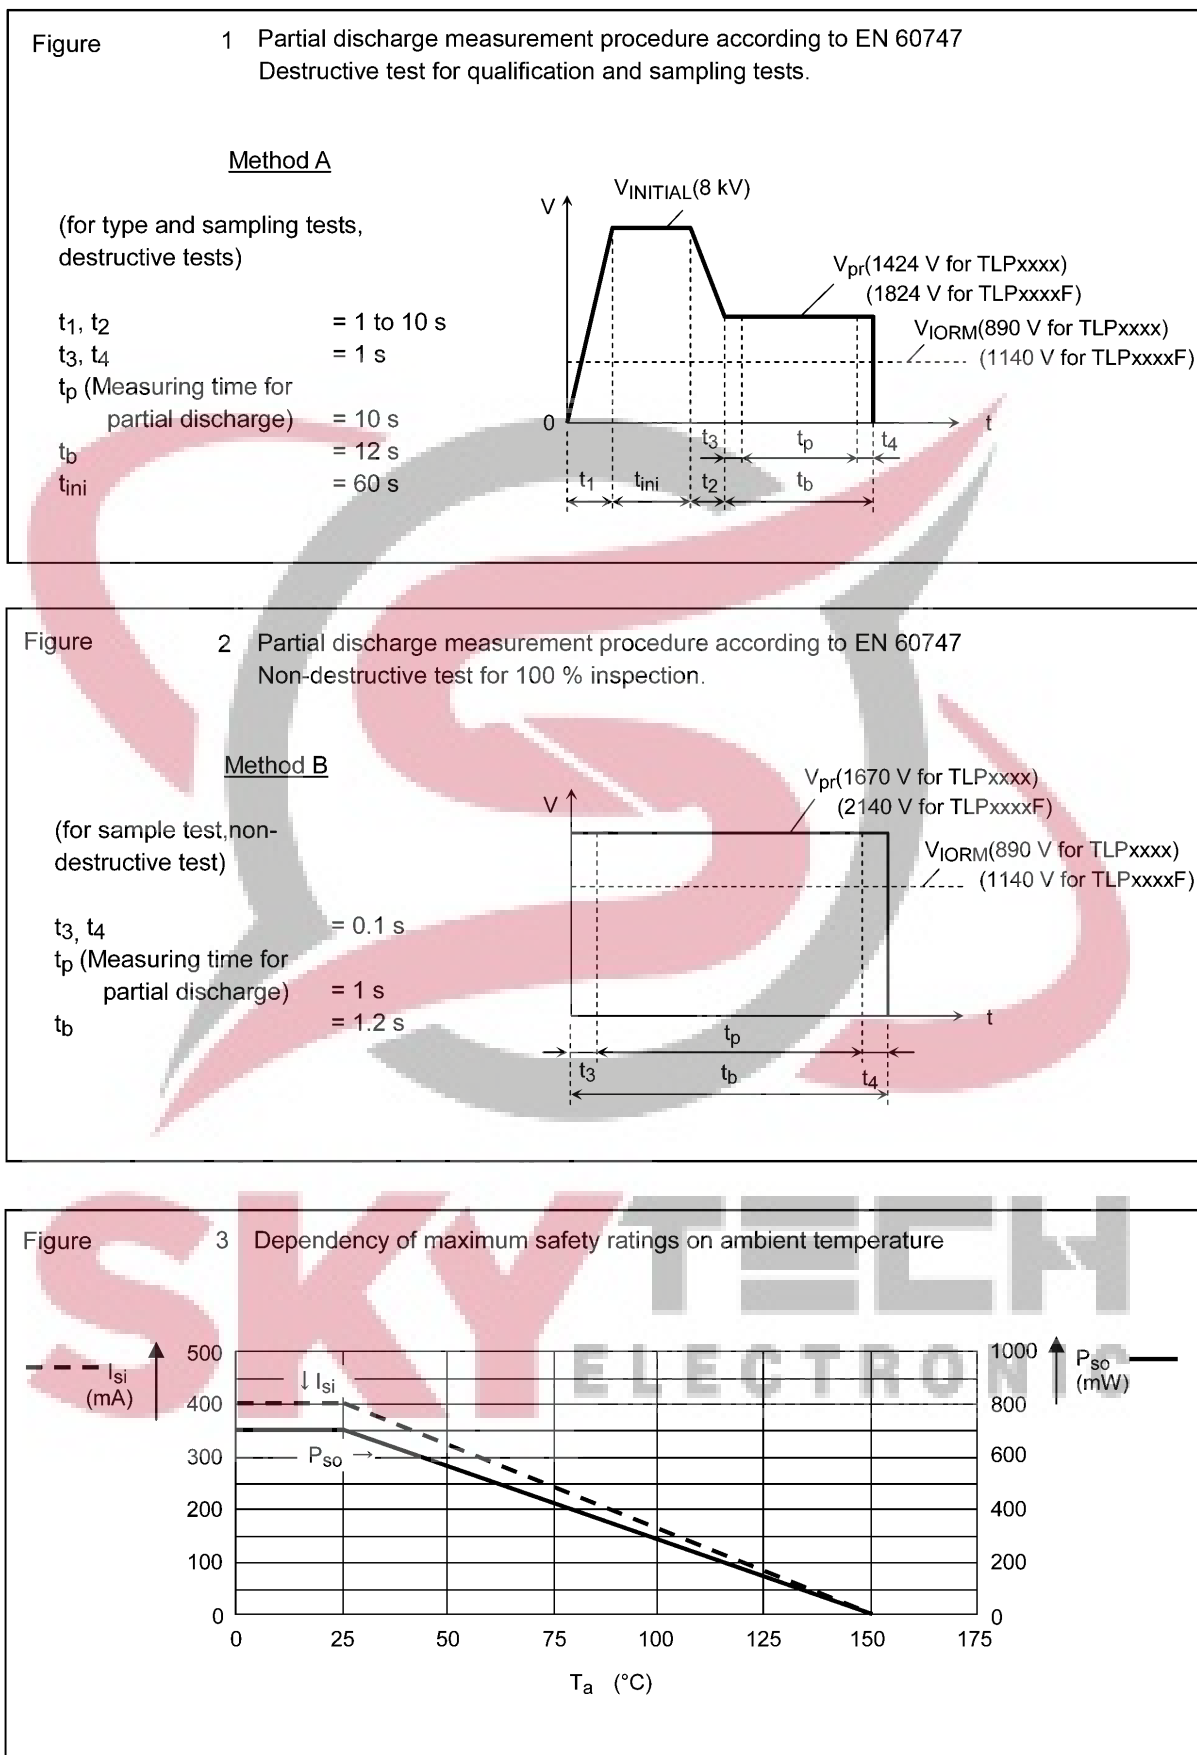 Figure 1 Partial discharge measurement procedure according to EN 60747
Destructive test for qualification and sampling tests.
Method A
(for type and sampling tests,
destructive tests)
t1, t2 = 1 to 10 s
t3, t4 = 1 s
tp (Measuring time for
partial discharge) = 10 s
tb = 12 s
tini = 60 s
V
VINITIAL(8 kV)
Vpr(1424 V for TLPxxxx)
(1824 V for TLPxxxxF)
VIORM(890 V for TLPxxxx)
(1140 V for TLPxxxxF)
0
t
t3 tp t4
t1 tini t2 tb
Figure 2 Partial discharge measurement procedure according to EN 60747
Non-destructive test for 100 % inspection.
Method B
(for sample test,non-
destructive test)
t3, t4 = 0.1 s
tp (Measuring time for
partial discharge) = 1 s
tb = 1.2 s
V
Vpr(1670 V for TLPxxxx)
(2140 V for TLPxxxxF)
VIORM(890 V for TLPxxxx)
(1140 V for TLPxxxxF)
t
tp
t3 tb t4
SKYTECH
ELECTRONIC
Figure 3 Dependency of maximum safety ratings on ambient temperature
Isi
(mA)
500
400
300
200
100
0
↓ Isi
Pso →
1000
800
600
400
200
0
Pso
(mW)
0 25 50 75 100 125 150 175
Ta (°C)